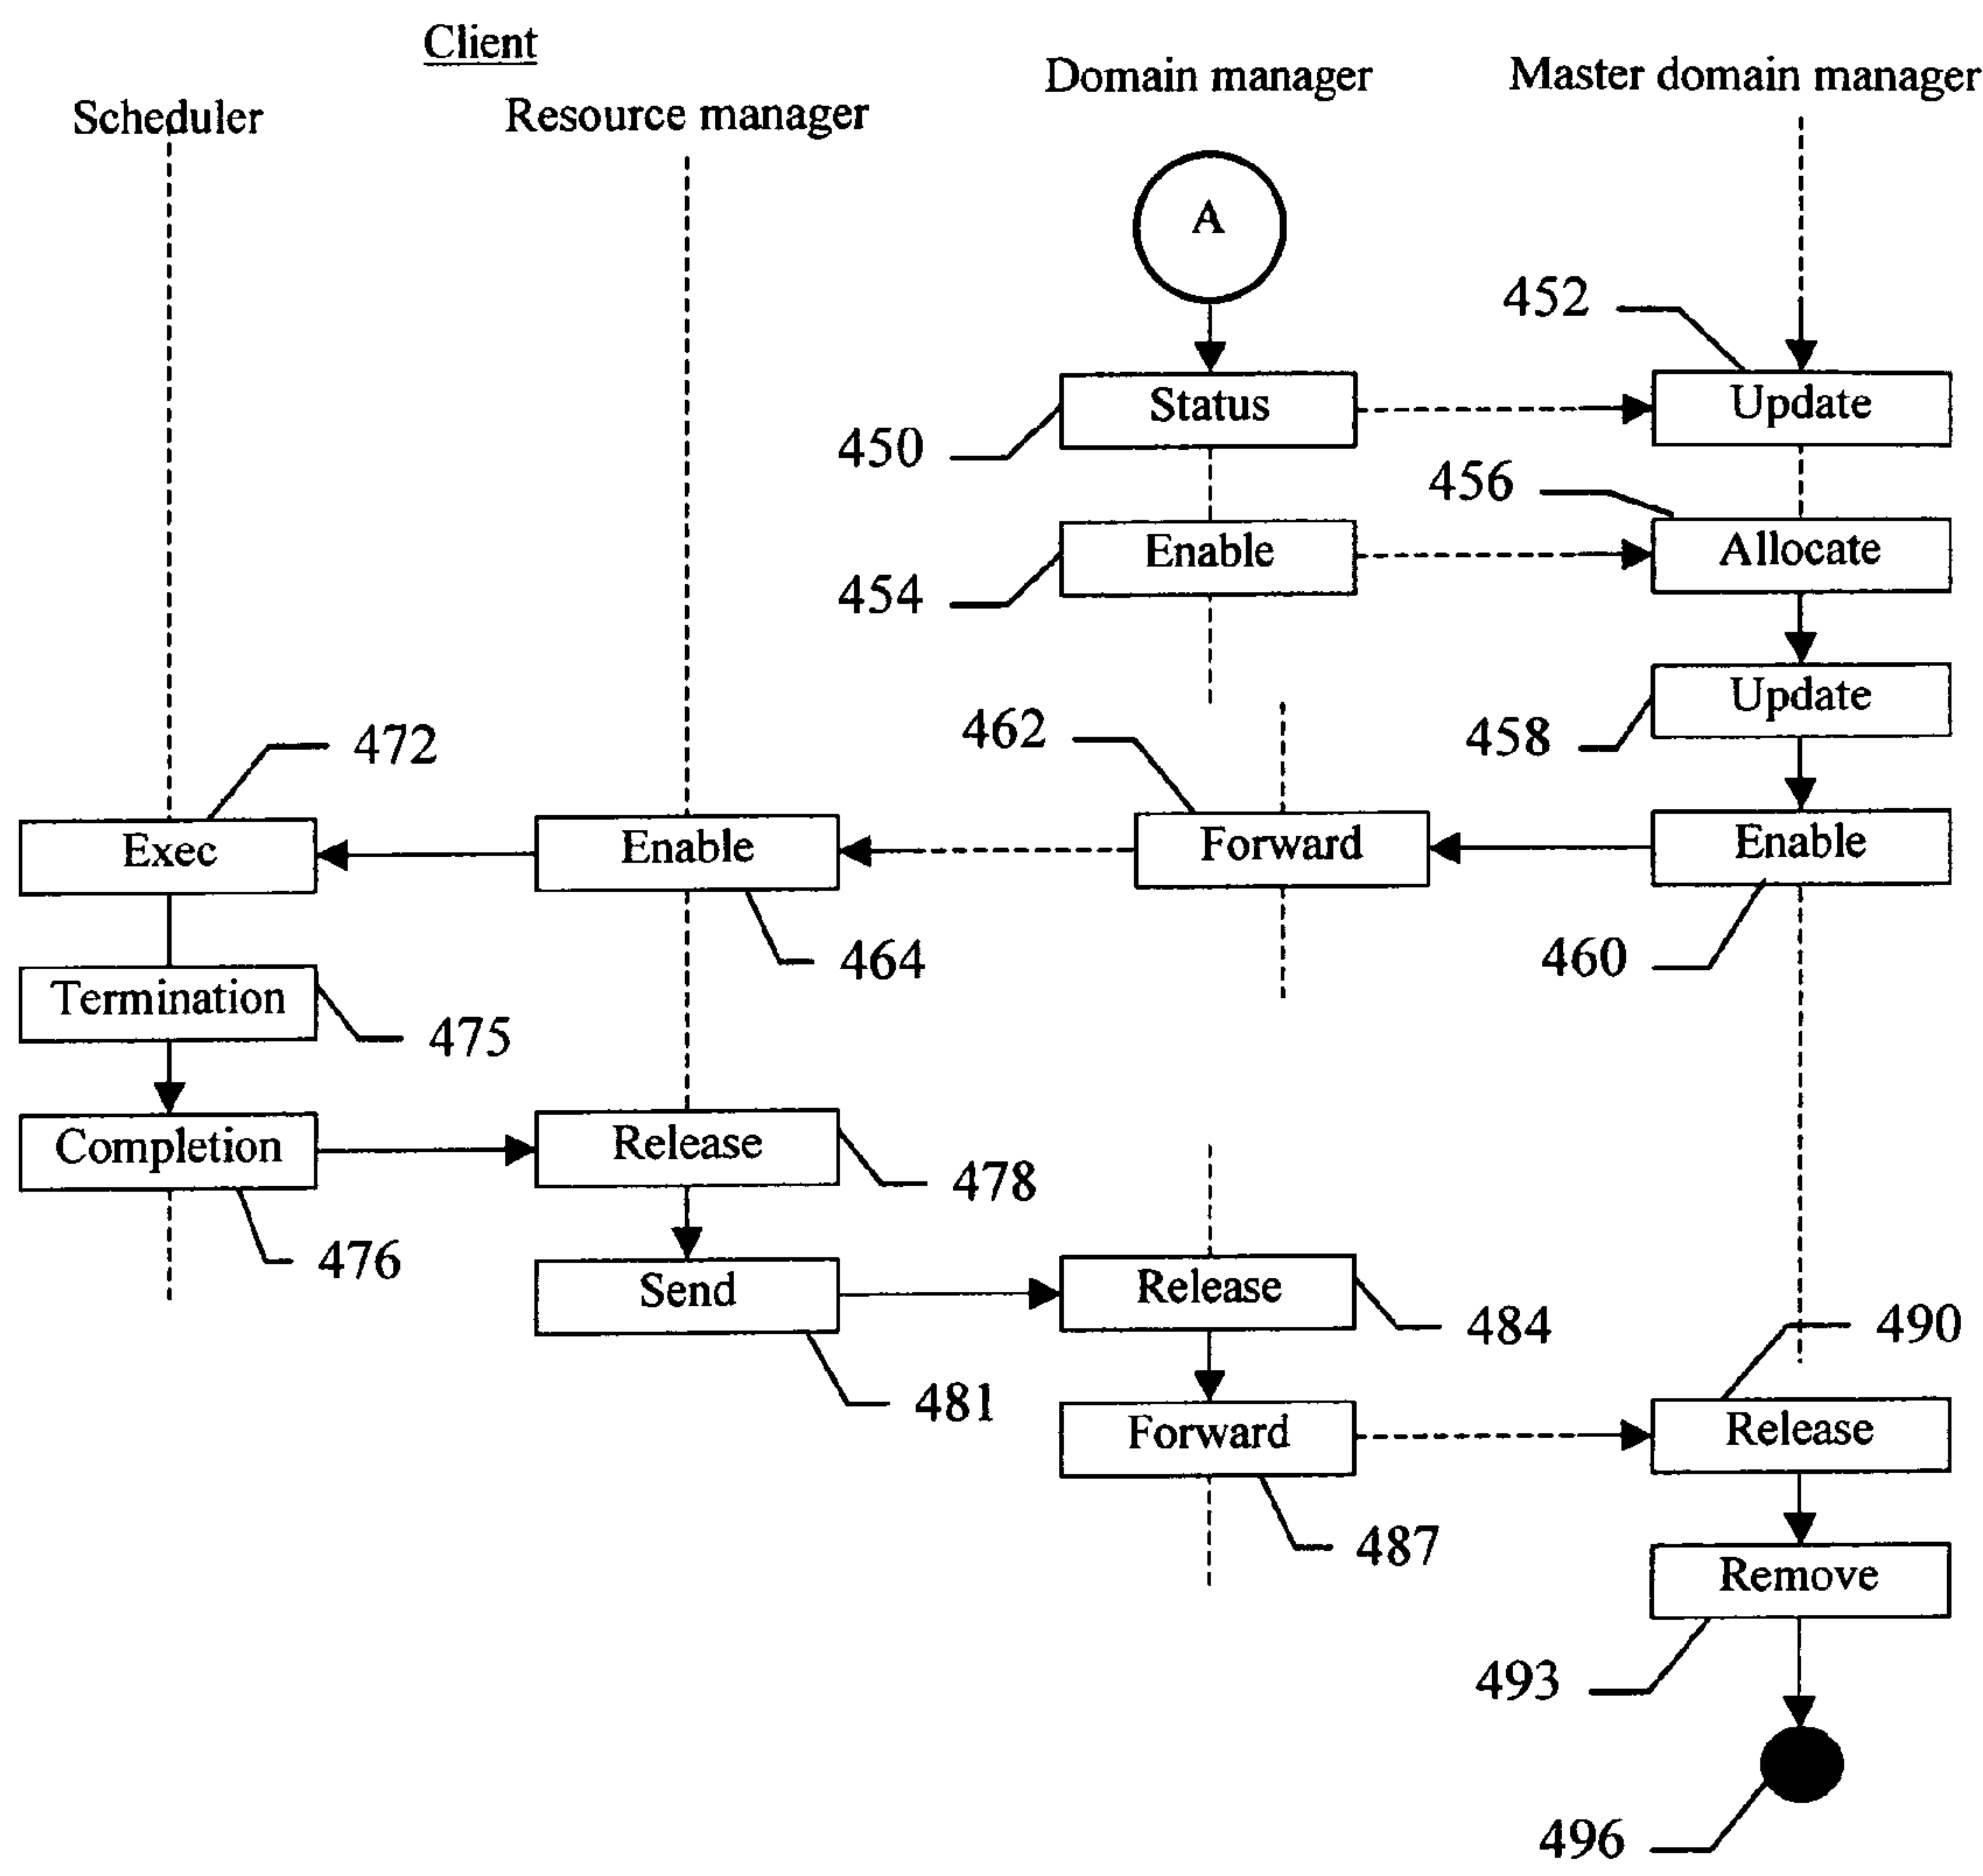 Client
Domain manager
Master domain manager
Scheduler
Resource manager
A
452
Status
Update
450
456
Enable
Allocate
454
Update
462
458
472
Exec
Enable
Forward
Enable
464
460
Termination
475
Completion
Release
478
476
Send
Release
484
490
481
Forward
Release
487
Remove
493
496